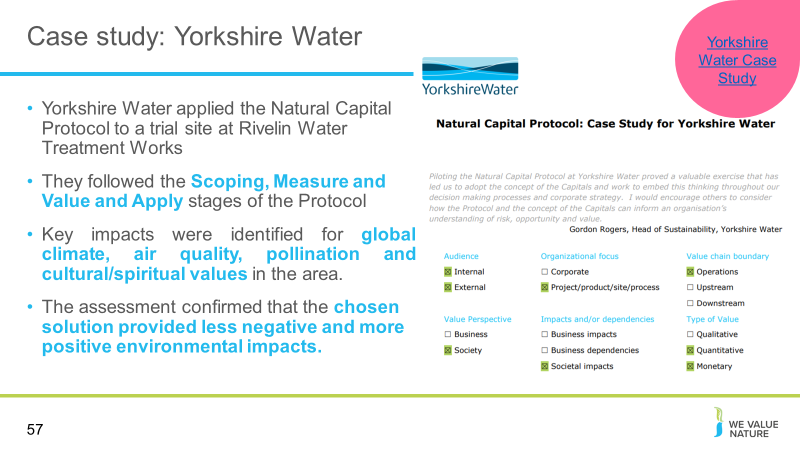 Case study: Yorkshire Water
Yorkshire
Water Case
Study
YorkshireWater
• Yorkshire Water applied the Natural Capital
Protocol to a trial site at Rivelin Water
Treatment Works
• They followed the Scoping, Measure and
Value and Apply stages of the Protocol
• Key impacts were identified for global
climate, air quality, pollination and
cultural/spiritual values in the area.
• The assessment confirmed that the chosen
solution provided less negative and more
positive environmental impacts.
Natural Capital Protocol: Case Study for Yorkshire Water
Piloting the Natural Capital Protocol at Yorkshire Water proved a valuable exercise that has
led us to adopt the concept of the Capitals and work to embed this thinking throughout our
decision making processes and corporate strategy. I would encourage others to consider
how the Protocol and the concept of the Capitals can inform an organisation's
understanding of risk, opportunity and value.
Gordon Rogers, Head of Sustainability, Yorkshire Water
Audience
☒ Internal
☒ External
Organizational focus
☐ Corporate
☒ Project/product/site/process
Value chain boundary
☒ Operations
☐ Upstream
☐ Downstream
Value Perspective
☐ Business
☒ Society
Impacts and/or dependencies
☐ Business impacts
☐ Business dependencies
☒ Societal impacts
Type of Value
☐ Qualitative
☒ Quantitative
☒ Monetary
57
WE VALUE
NATURE